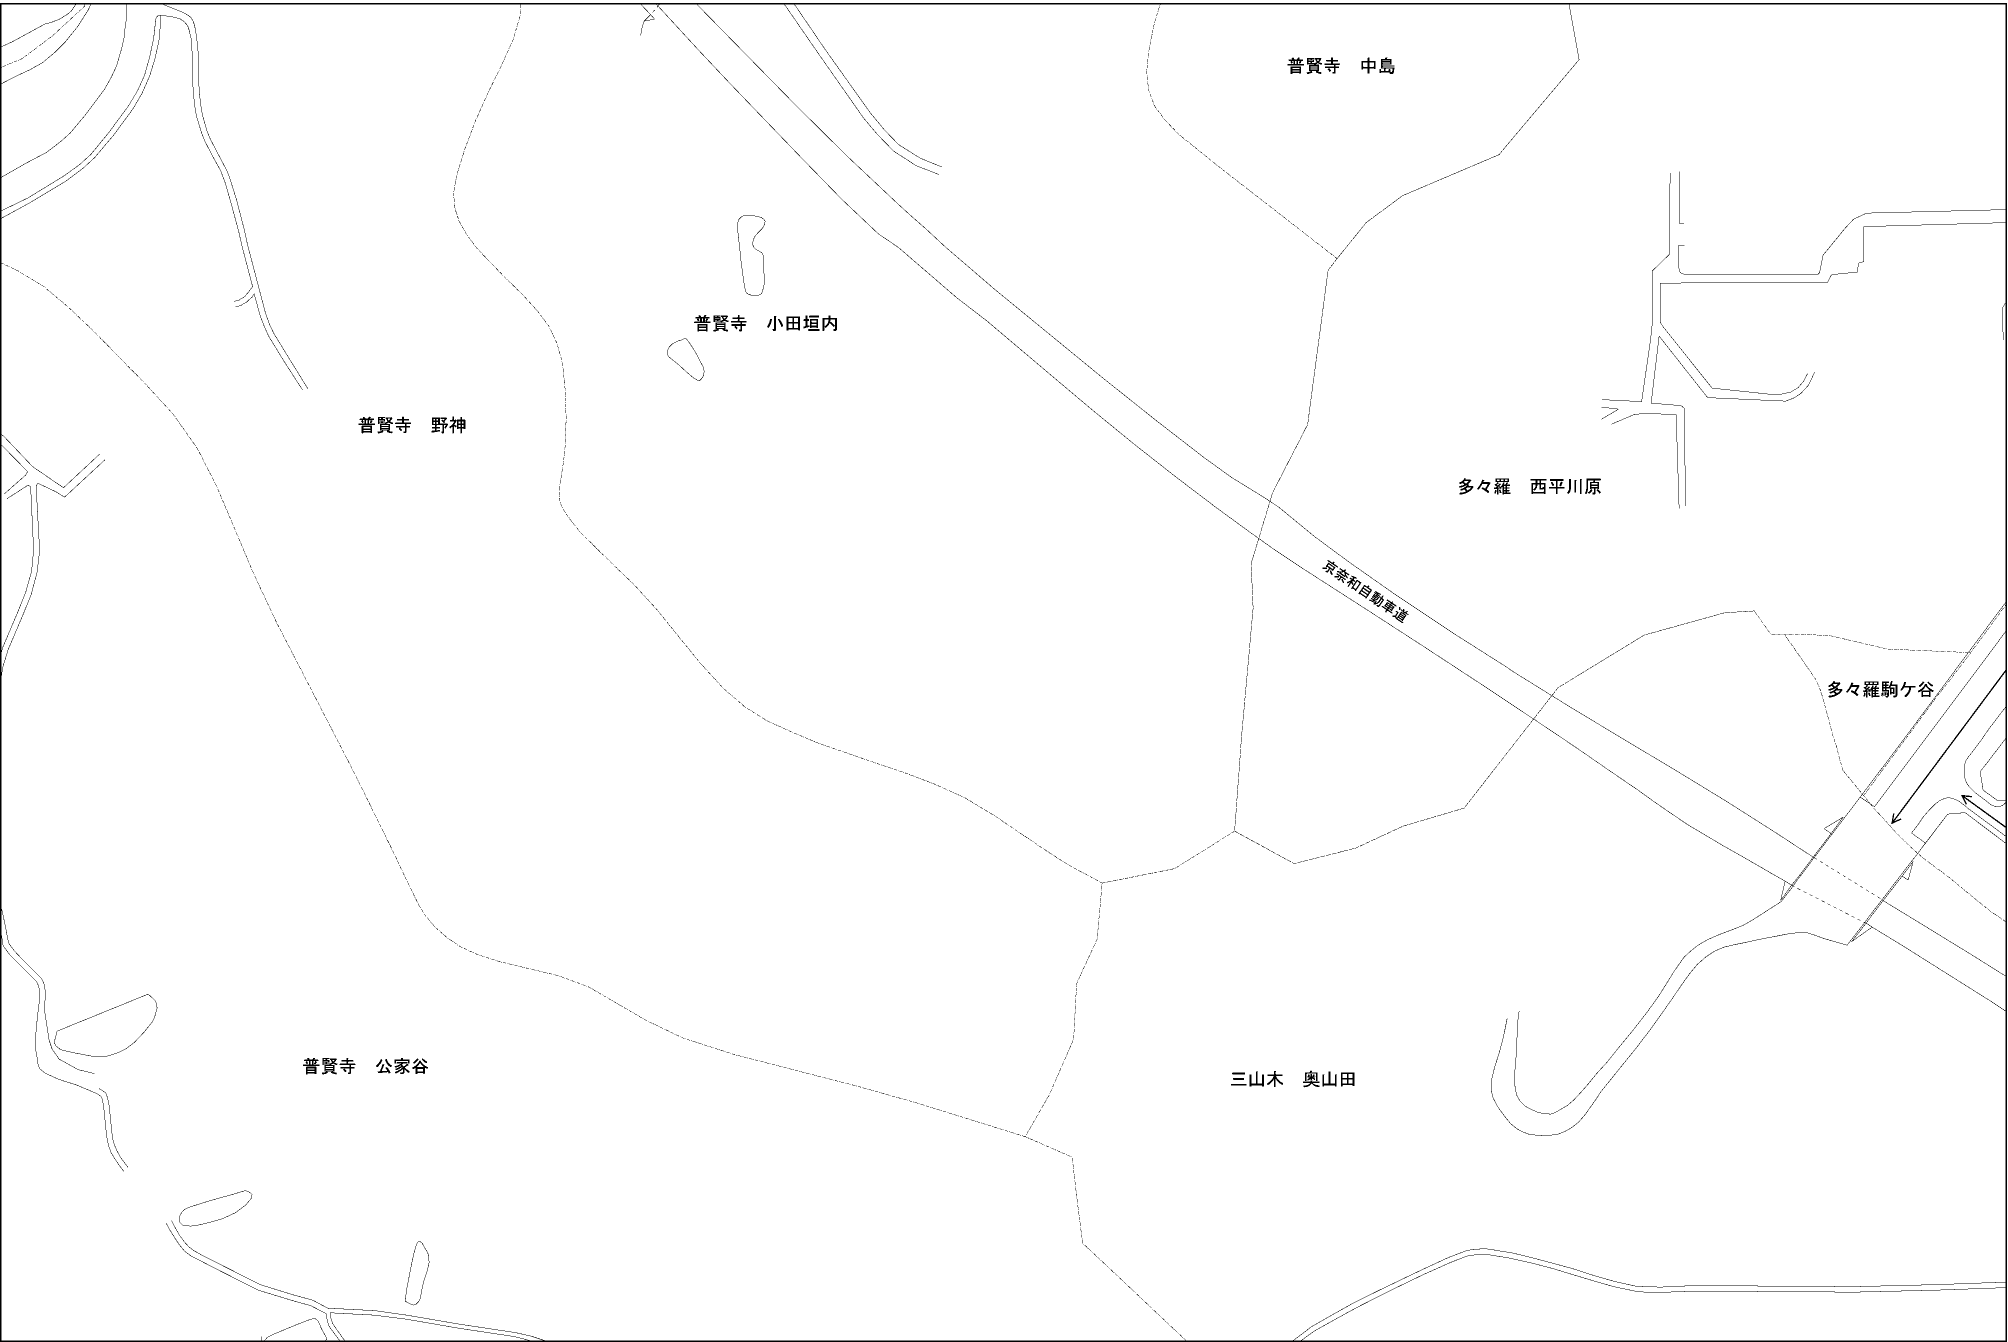 普賢寺　中島
普賢寺　小田垣内
普賢寺　野神
多々羅　西平川原
京奈和自動車道
多々羅駒ケ谷
普賢寺　公家谷
三山木　奥山田